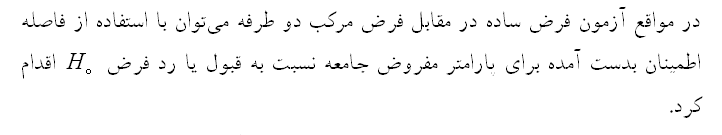 در مواقع آزمون فرض ساده در مقابل فرض مرکب دو طرفه می‌توان با استفاده از فاصله
اطمینان بدست آمده برای پارامتر مفروض جامعه نسبت به قبول یا رد فرض H₀ اقدام
کرد.